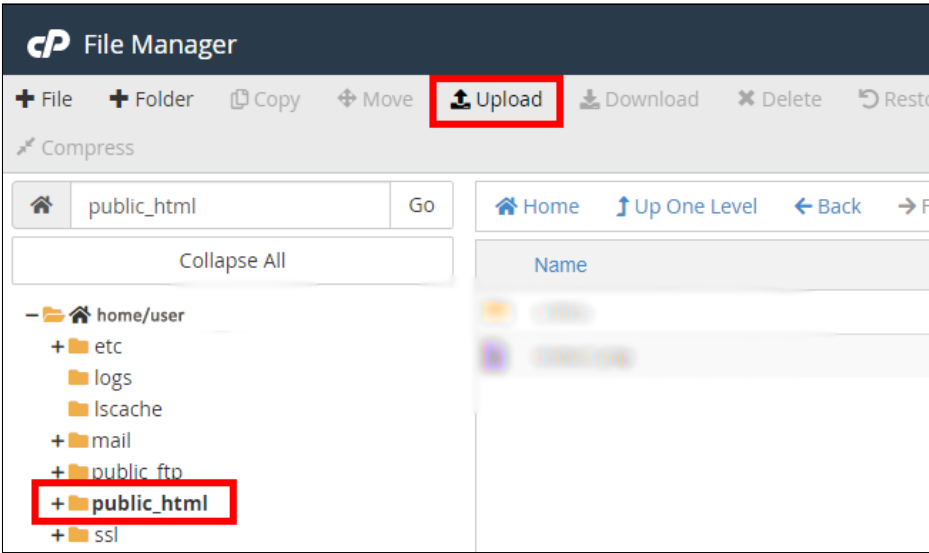 cP File Manager
File Folder Copy Move Upload Download Delete
Compress
public_html Go Home Up One Level Back
Collapse All
Name
home/user
etc
logs
lscache
mail
public_ftp
public_html
ssl